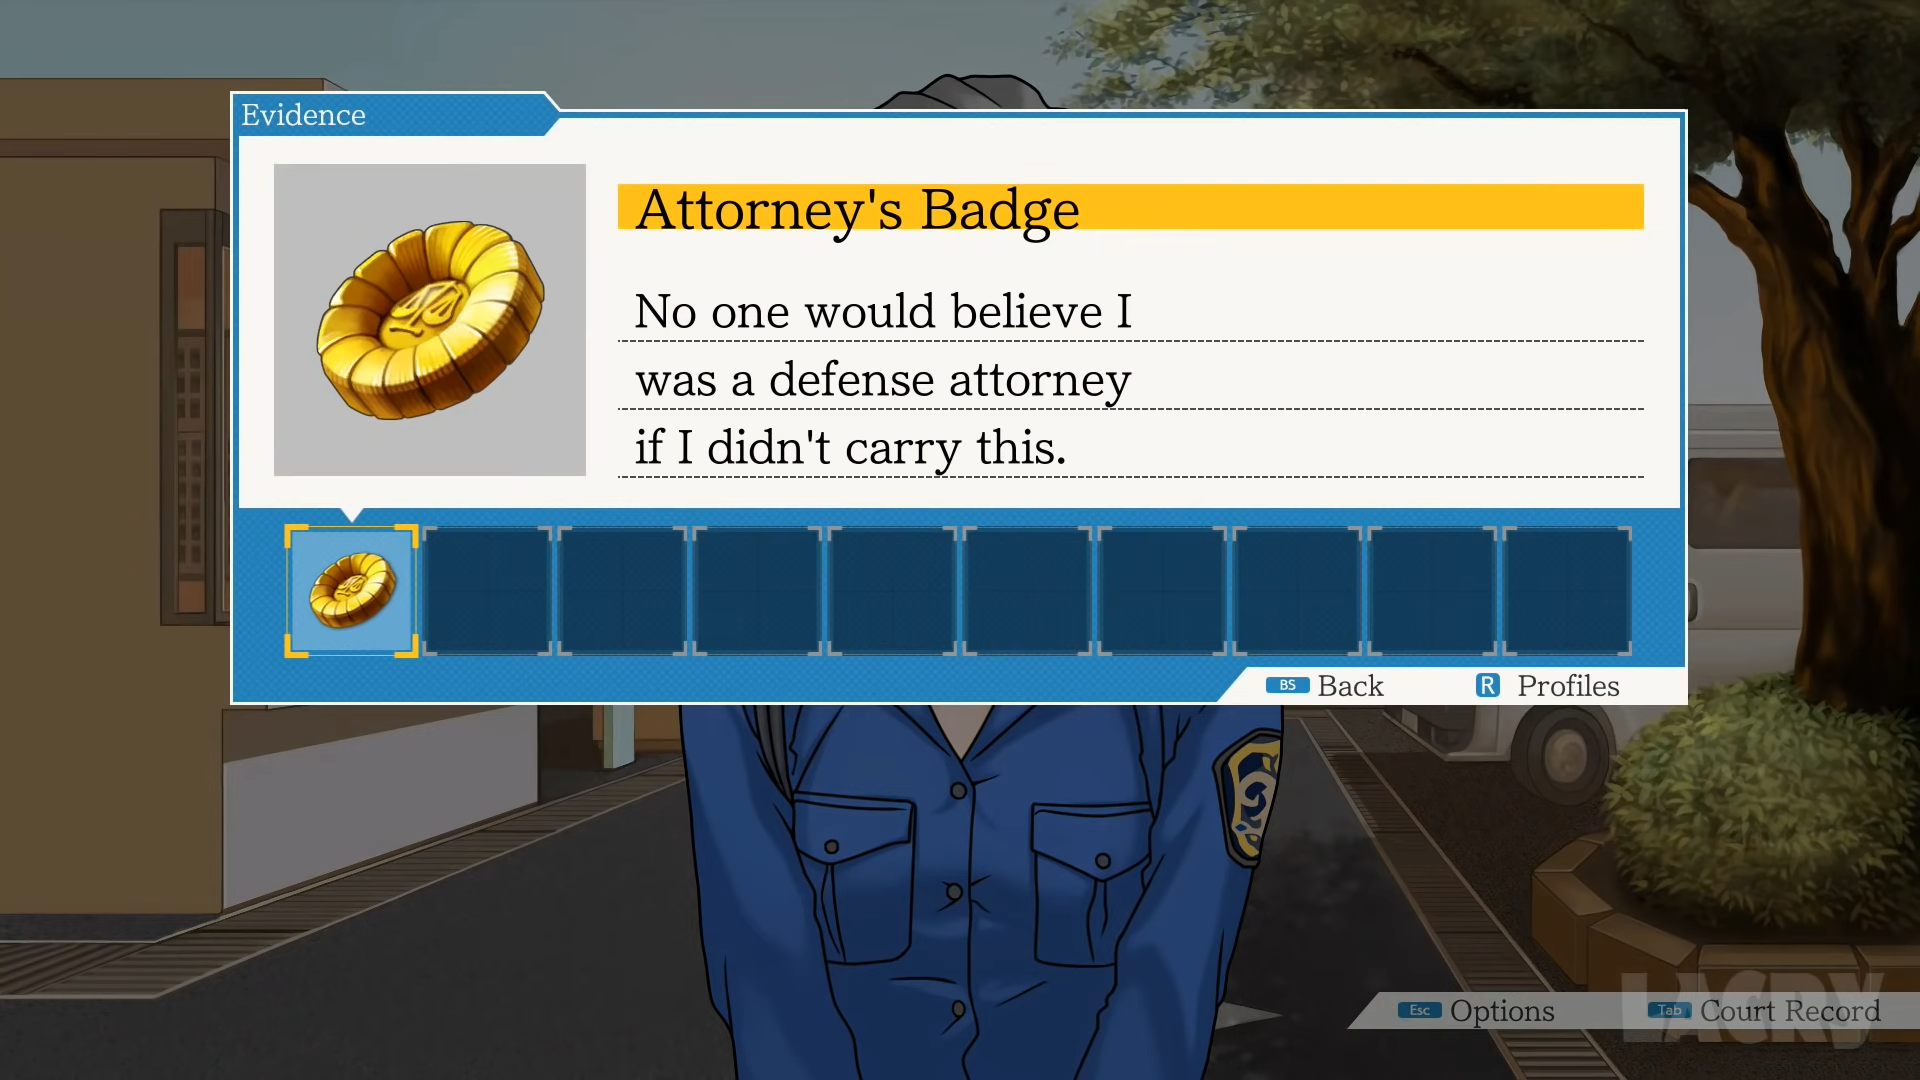 Evidence
Attorney's Badge
No one would believe I
was a defense attorney
if I didn't carry this.
BS Back R Profiles
Esc Options Tab Court Record
LACRY